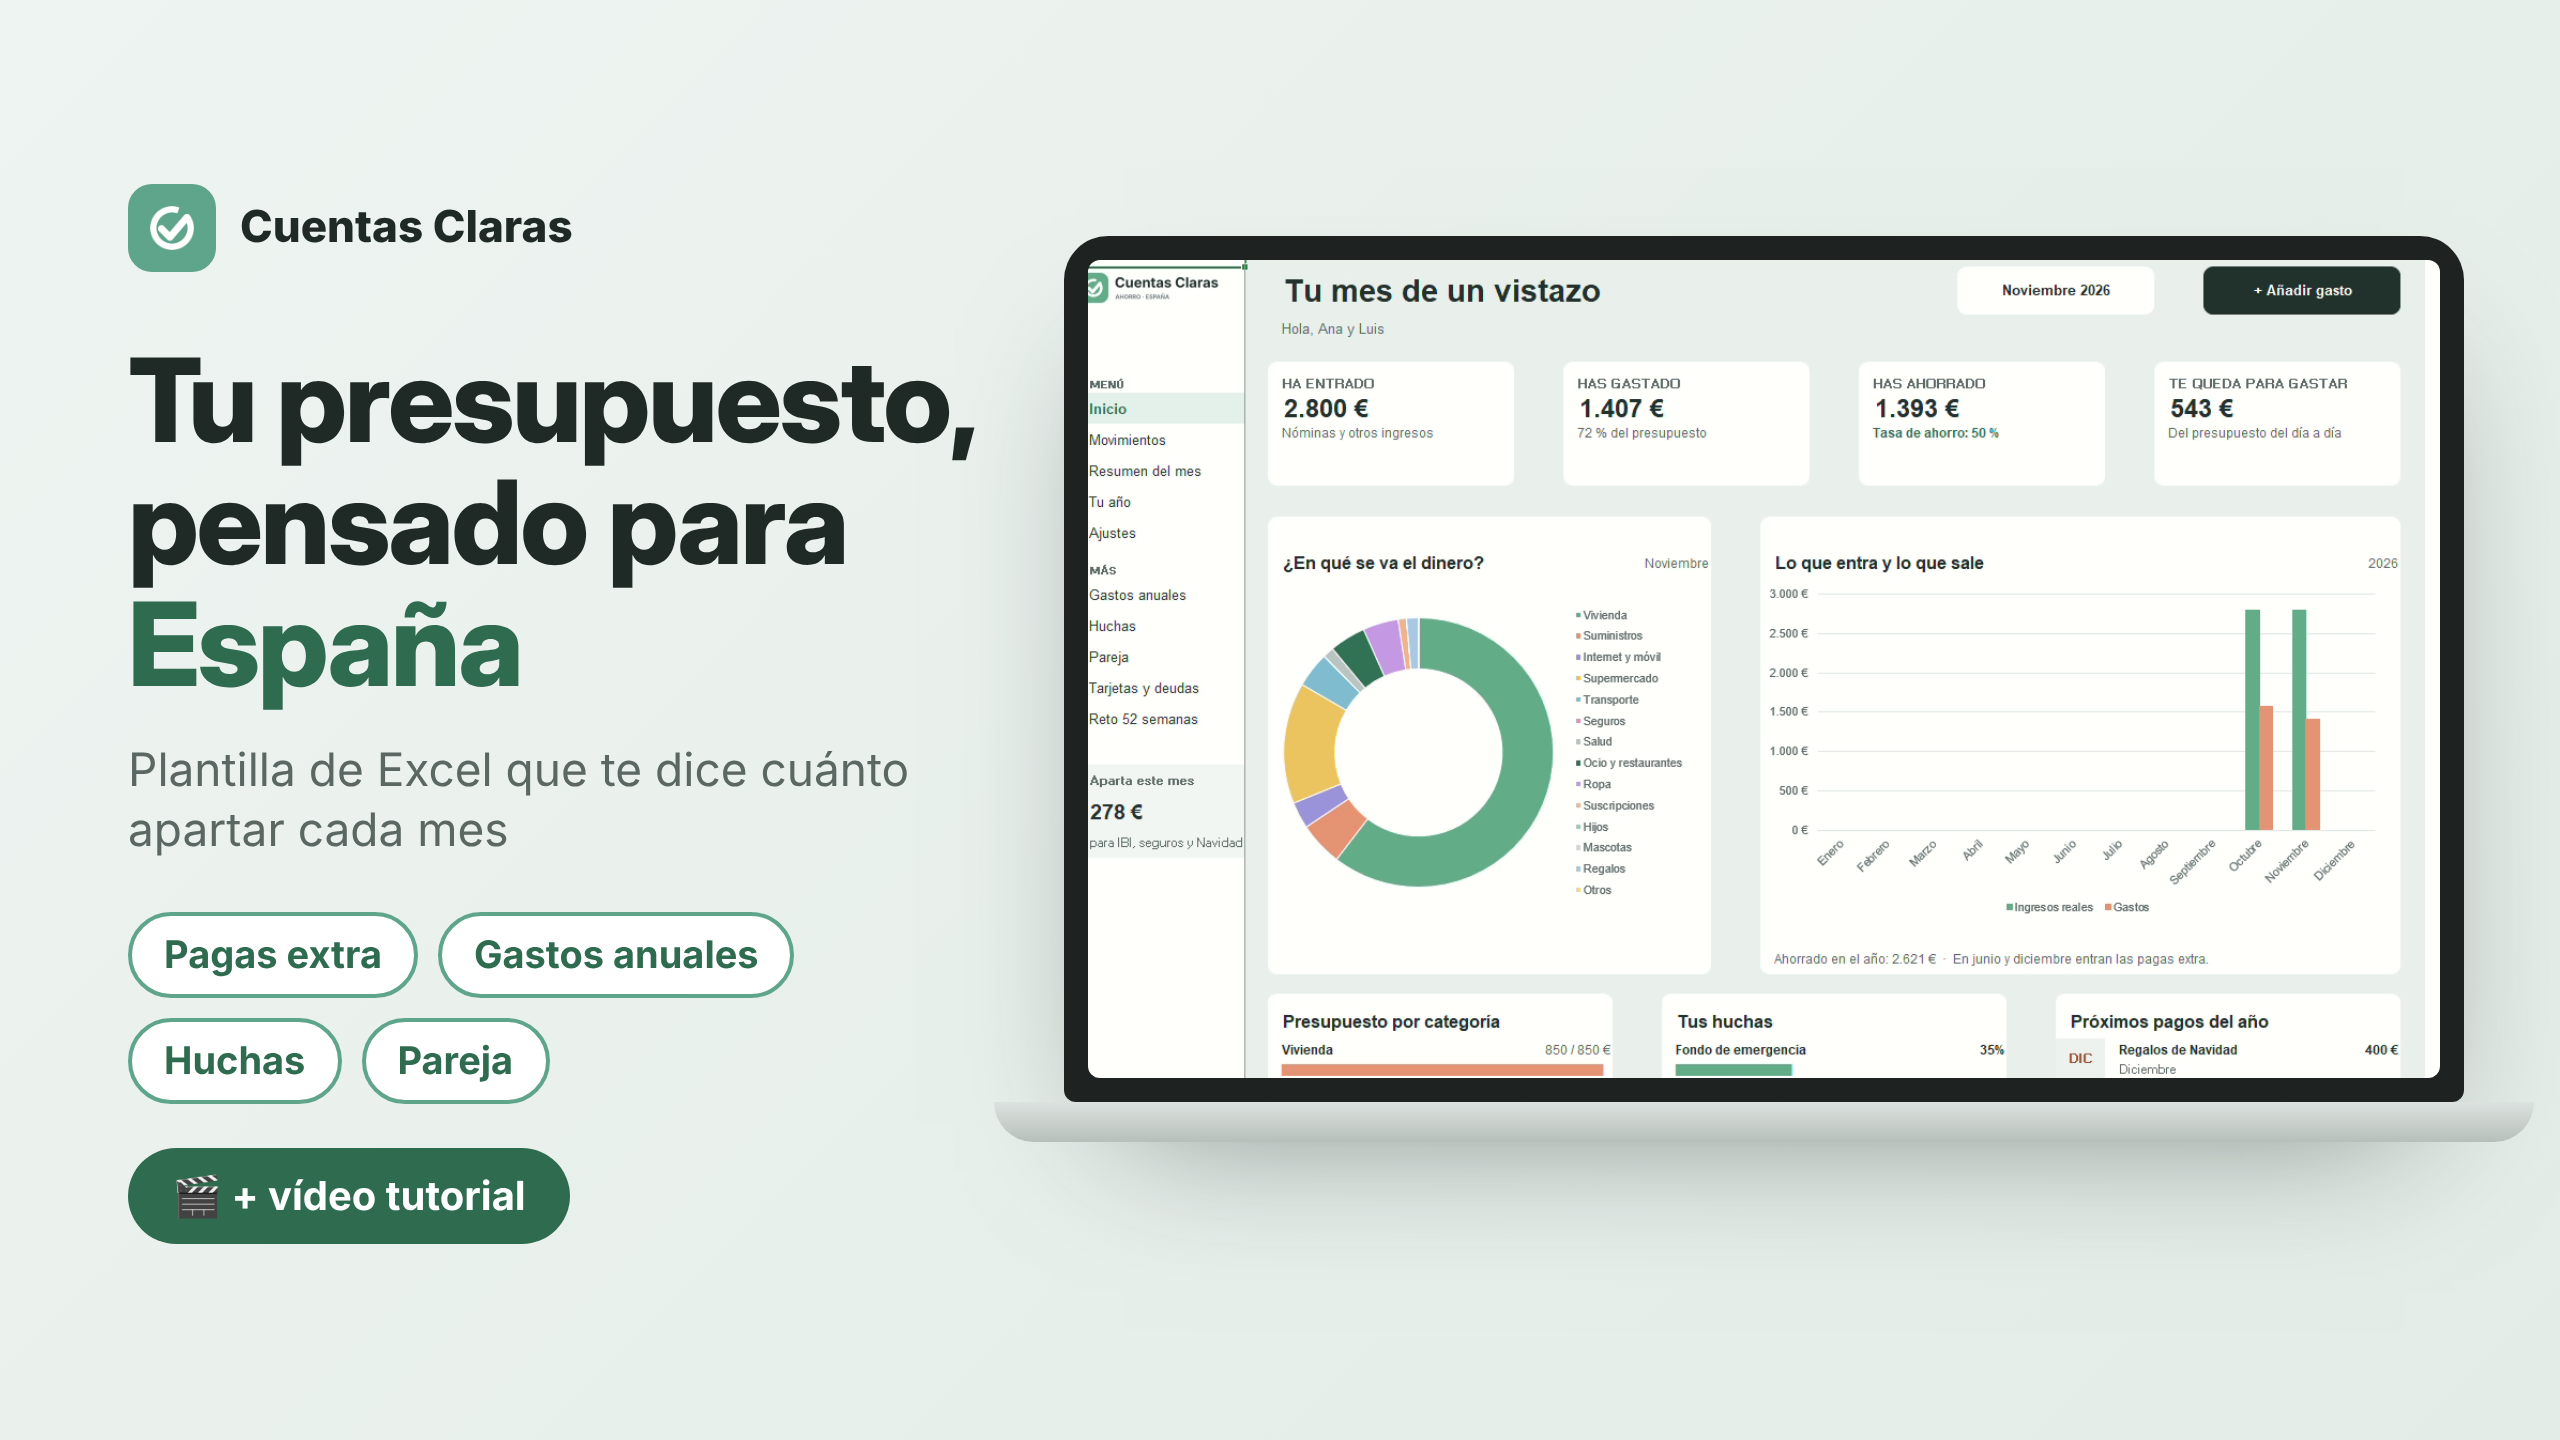 Cuentas Claras
Tu presupuesto,
pensado para
España
Plantilla de Excel que te dice cuánto
apartar cada mes
Pagas extra
Gastos anuales
Huchas
Pareja
+ vídeo tutorial
Cuentas Claras
AHORRO · ESPAÑA
MENÚ
Inicio
Movimientos
Resumen del mes
Tu año
Ajustes
MÁS
Gastos anuales
Huchas
Pareja
Tarjetas y deudas
Reto 52 semanas
Aparta este mes
278 €
para IBI, seguros y Navidad
Tu mes de un vistazo
Hola, Ana y Luis
Noviembre 2026
+ Añadir gasto
HA ENTRADO
2.800 €
Nóminas y otros ingresos
HAS GASTADO
1.407 €
72 % del presupuesto
HAS AHORRADO
1.393 €
Tasa de ahorro: 50 %
TE QUEDA PARA GASTAR
543 €
Del presupuesto del día a día
¿En qué se va el dinero?
Noviembre
Vivienda
Suministros
Internet y móvil
Supermercado
Transporte
Seguros
Salud
Ocio y restaurantes
Ropa
Suscripciones
Hijos
Mascotas
Regalos
Otros
Lo que entra y lo que sale
2026
3.000 €
2.500 €
2.000 €
1.500 €
1.000 €
500 €
0 €
Enero
Febrero
Marzo
Abril
Mayo
Junio
Julio
Agosto
Septiembre
Octubre
Noviembre
Diciembre
Ingresos reales
Gastos
Ahorrado en el año: 2.621 € · En junio y diciembre entran las pagas extra.
Presupuesto por categoría
Vivienda
850 / 850 €
Tus huchas
Fondo de emergencia
35%
Próximos pagos del año
DIC
Regalos de Navidad
400 €
Diciembre